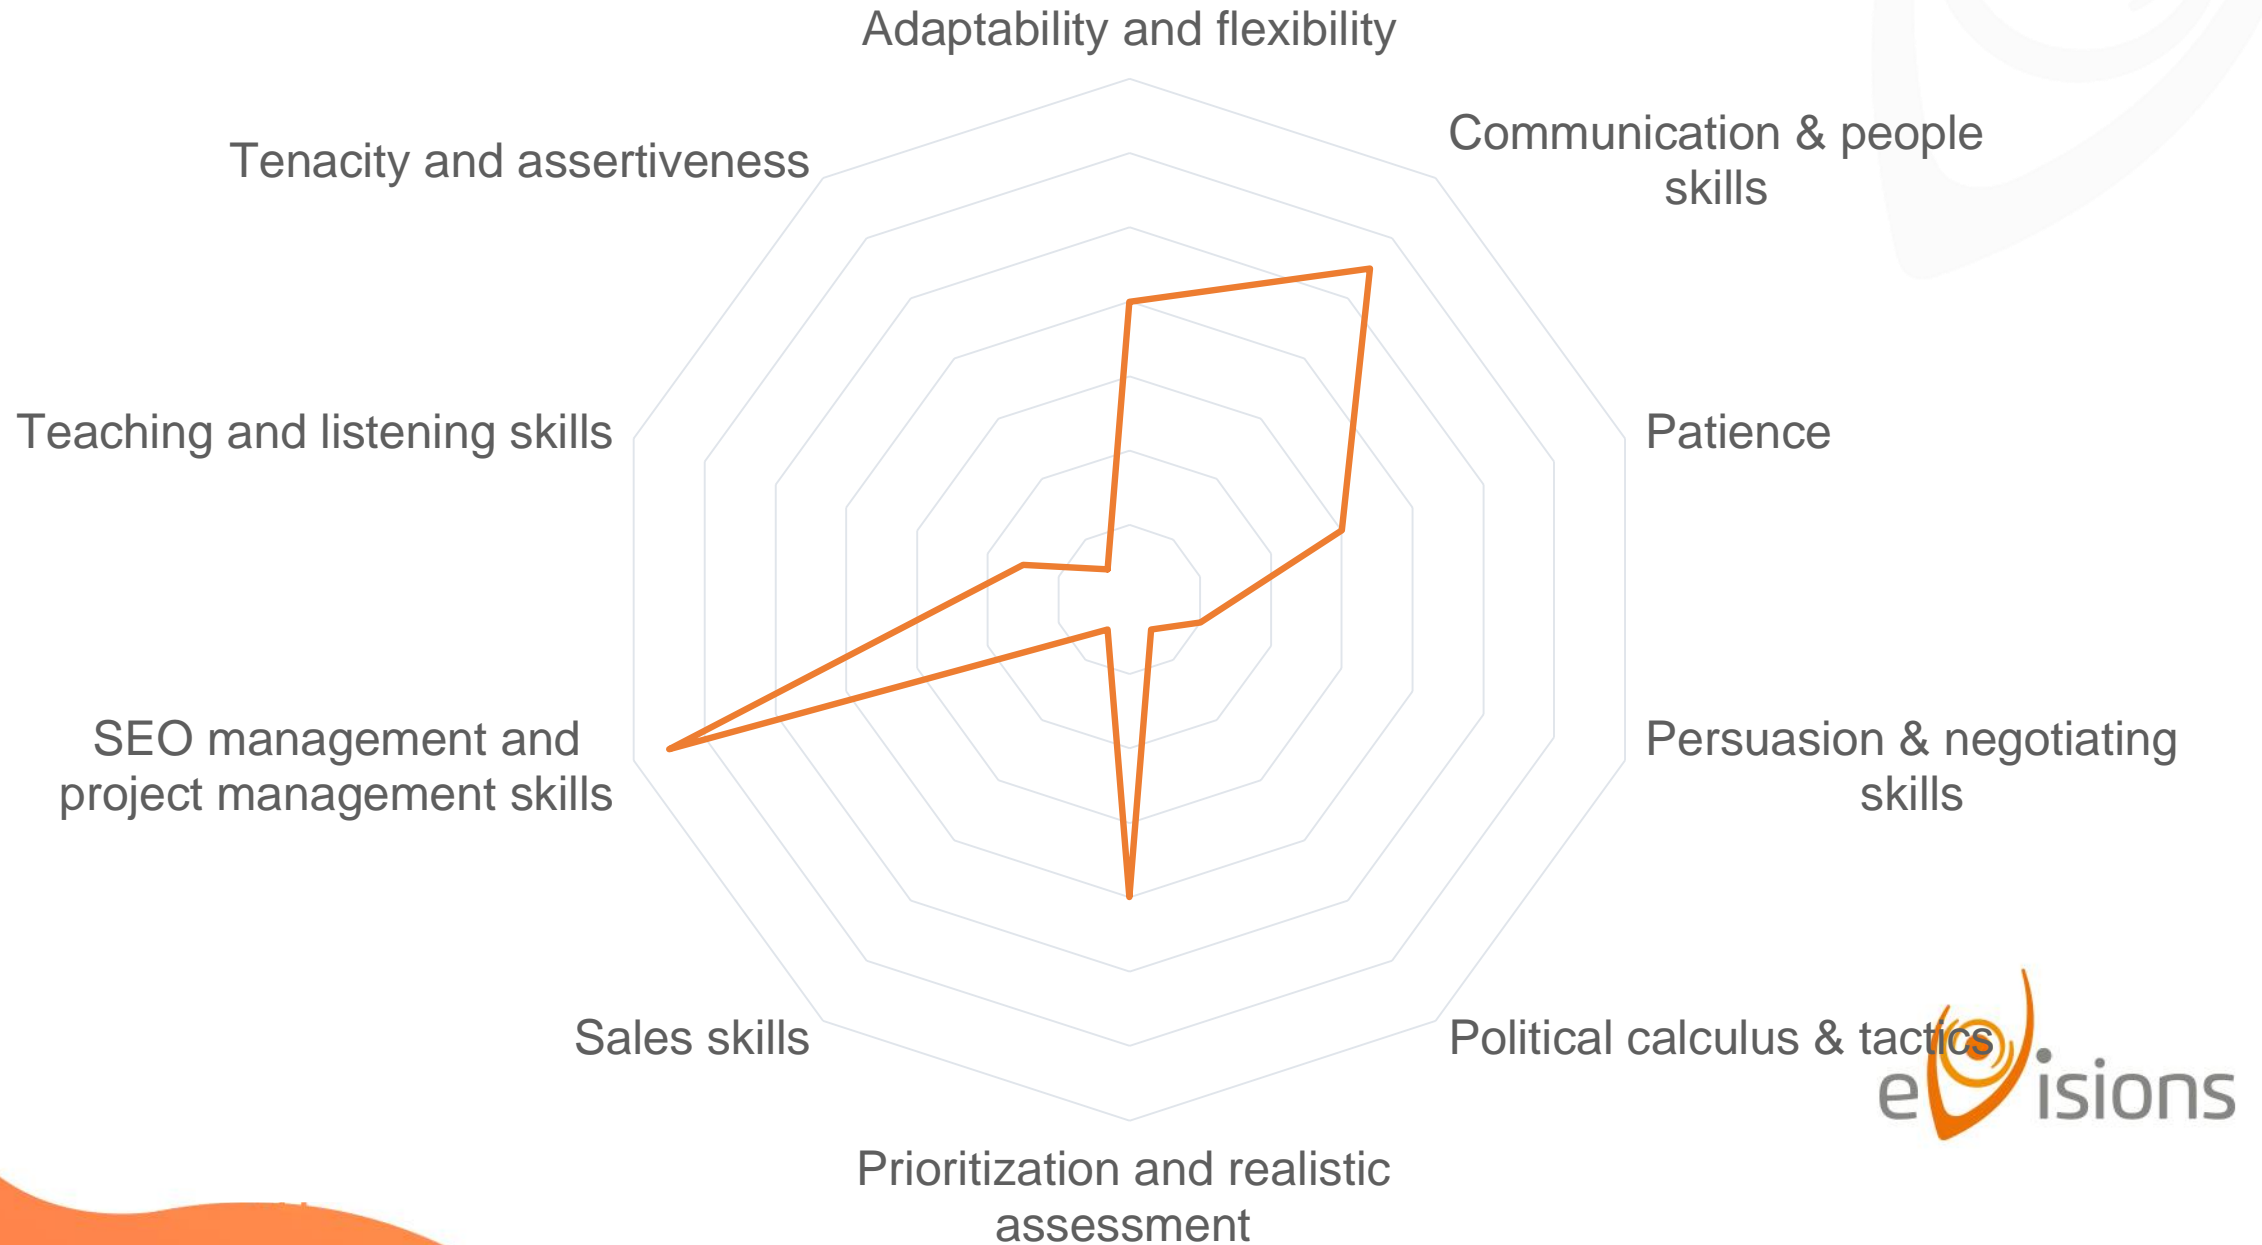 Adaptability and flexibility
Communication & people
skills
Patience
Persuasion & negotiating
skills
Political calculus & tactics
Prioritization and realistic
assessment
Sales skills
SEO management and
project management skills
Teaching and listening skills
Tenacity and assertiveness
eVisions